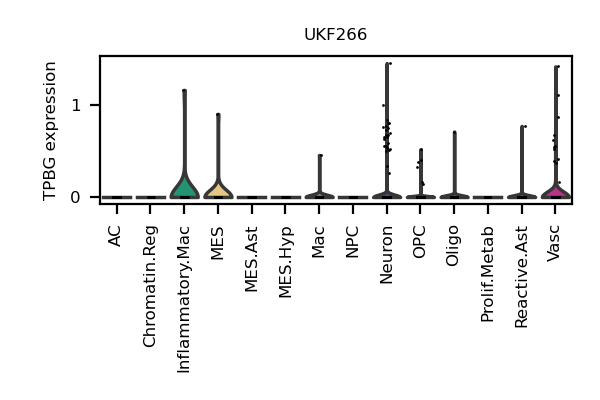 UKF266
TPBG expression
1
0
AC
Chromatin.Reg
Inflammatory.Mac
MES
MES.Ast
MES.Hyp
Mac
NPC
Neuron
OPC
Oligo
Prolif.Metab
Reactive.Ast
Vasc